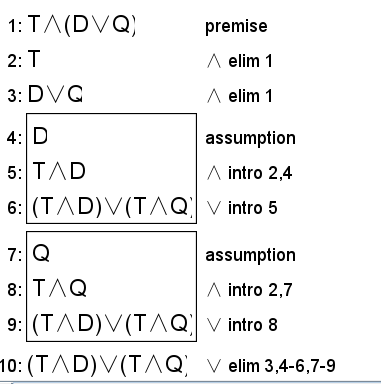 1: T∧(D∨Q) premise
2: T ∧ elim 1
3: D∨Q ∧ elim 1
4: D assumption
5: T∧D ∧ intro 2,4
6: (T∧D)∨(T∧Q) ∨ intro 5
7: Q assumption
8: T∧Q ∧ intro 2,7
9: (T∧D)∨(T∧Q) ∨ intro 8
10: (T∧D)∨(T∧Q) ∨ elim 3,4-6,7-9